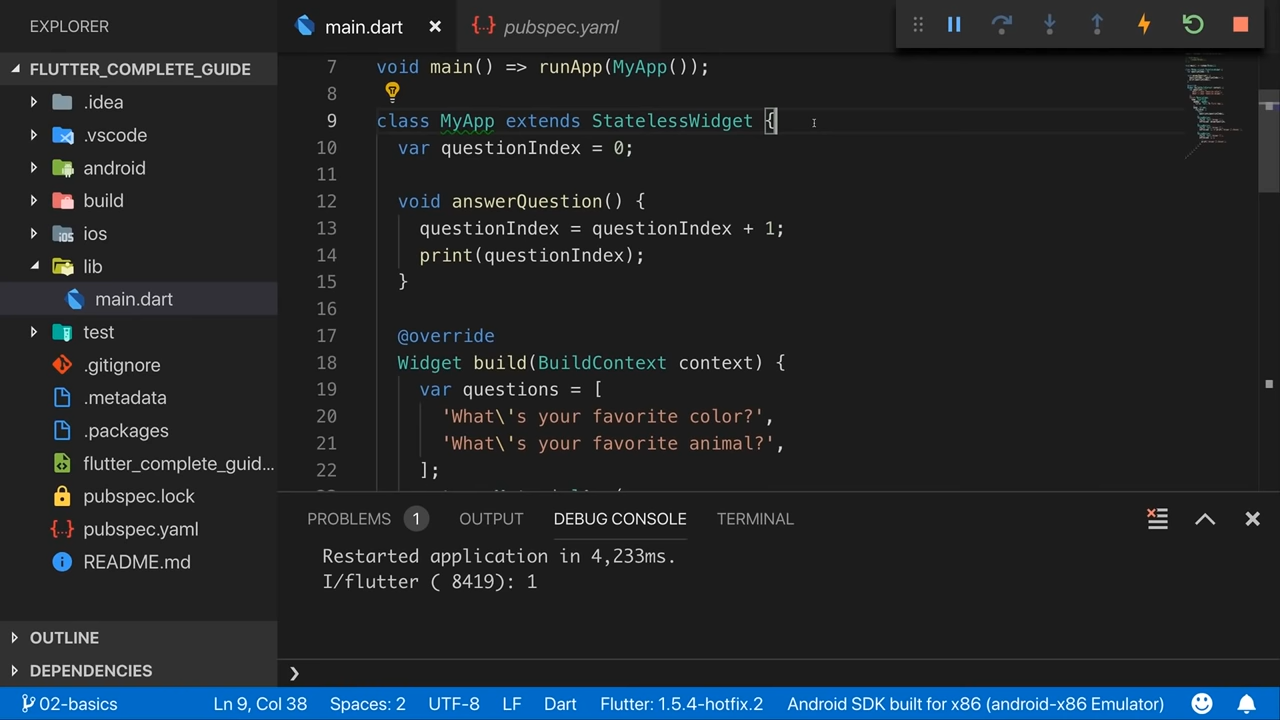 EXPLORER
FLUTTER_COMPLETE_GUIDE
.idea
.vscode
android
build
ios
lib
main.dart
test
.gitignore
.metadata
.packages
flutter_complete_guid...
pubspec.lock
pubspec.yaml
README.md
OUTLINE
DEPENDENCIES
main.dart
pubspec.yaml
7 void main() => runApp(MyApp());
8
9 class MyApp extends StatelessWidget {
10 var questionIndex = 0;
11
12 void answerQuestion() {
13 questionIndex = questionIndex + 1;
14 print(questionIndex);
15 }
16
17 @override
18 Widget build(BuildContext context) {
19 var questions = [
20 'What\'s your favorite color?',
21 'What\'s your favorite animal?',
22 ];
PROBLEMS 1 OUTPUT DEBUG CONSOLE TERMINAL
Restarted application in 4,233ms.
I/flutter ( 8419): 1
02-basics Ln 9, Col 38 Spaces: 2 UTF-8 LF Dart Flutter: 1.5.4-hotfix.2 Android SDK built for x86 (android-x86 Emulator)